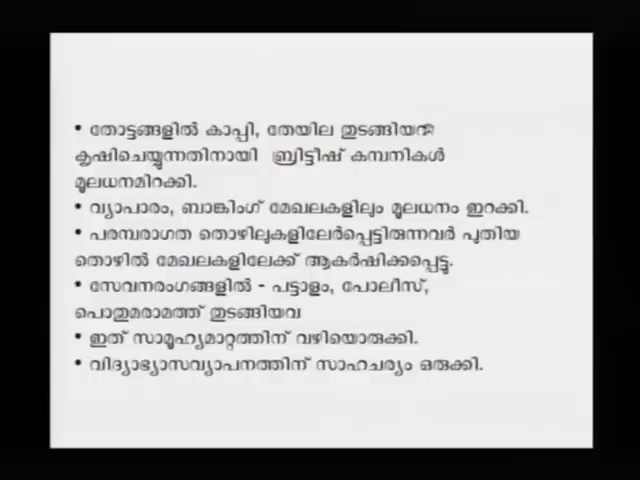 • തോട്ടങ്ങളിൽ കാപ്പി, തേയില തുടങ്ങിയവ
കൃഷിചെയ്യുന്നതിനായി ബ്രിട്ടീഷ് കമ്പനികൾ
മൂലധനമിറക്കി.
• വ്യാപാരം, ബാങ്കിംഗ് മേഖലകളിലും മൂലധനം ഇറക്കി.
• പരമ്പരാഗത തൊഴിലുകളിലേർപ്പെട്ടിരുന്നവർ പുതിയ
തൊഴിൽ മേഖലകളിലേക്ക് ആകർഷിക്കപ്പെട്ടു.
• സേവനരംഗങ്ങളിൽ - പട്ടാളം, പോലീസ്,
പൊതുമരാമത്ത് തുടങ്ങിയവ
• ഇത് സാമൂഹ്യമാറ്റത്തിന് വഴിയൊരുക്കി.
• വിദ്യാഭ്യാസവ്യാപനത്തിന് സാഹചര്യം ഒരുക്കി.